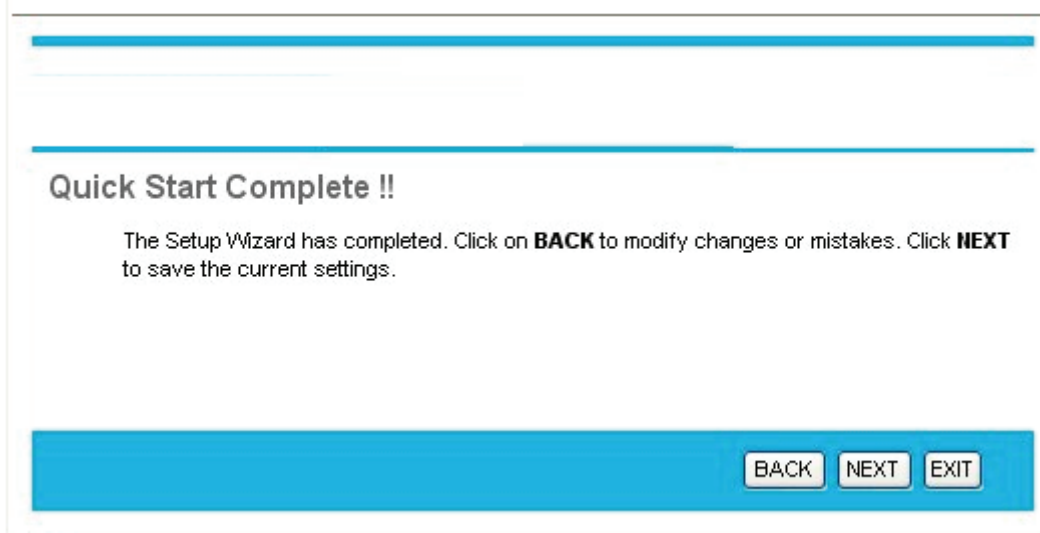 Quick Start Complete !!
The Setup Wizard has completed. Click on BACK to modify changes or mistakes. Click NEXT
to save the current settings.
BACK NEXT EXIT